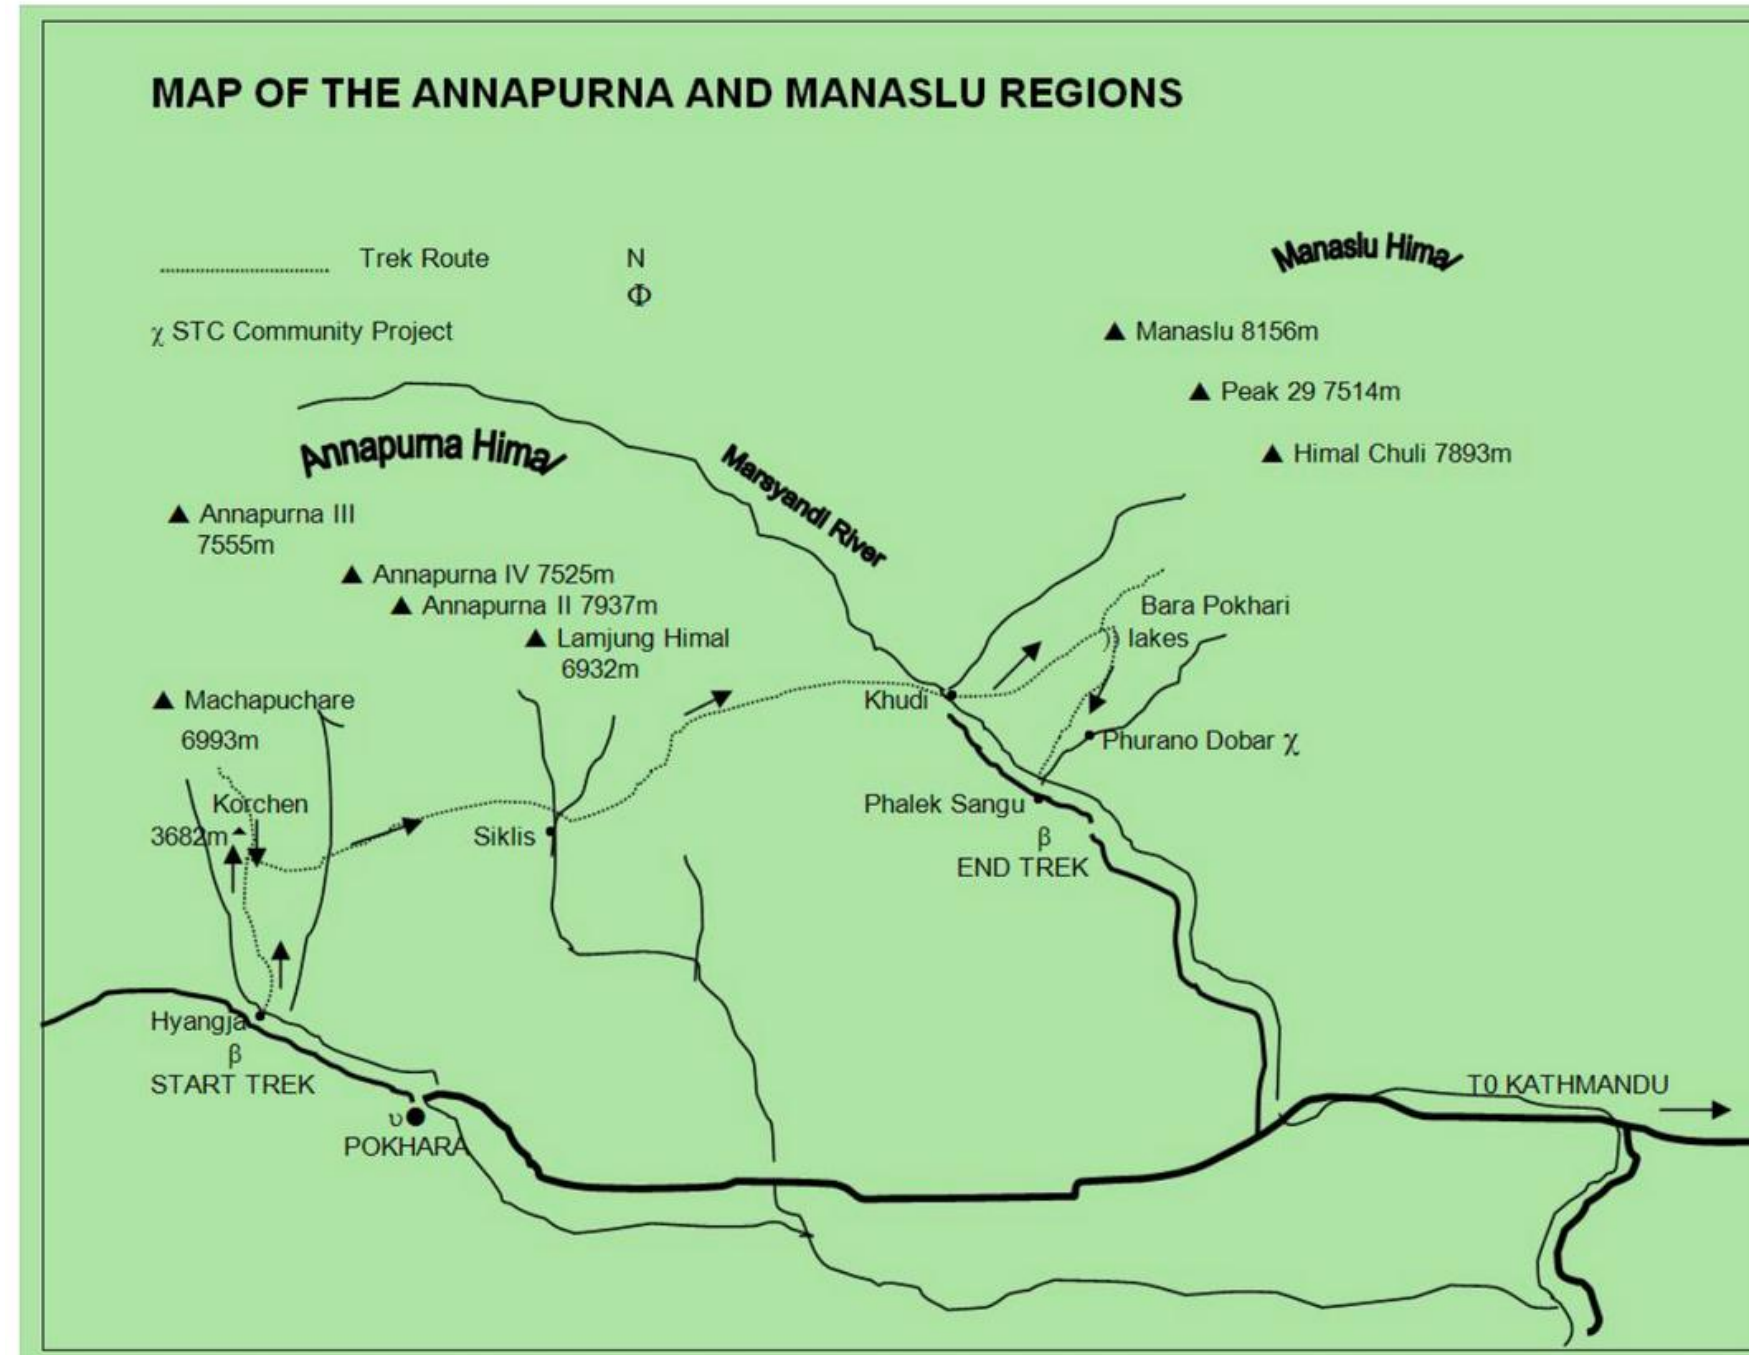 MAP OF THE ANNAPURNA AND MANASLU REGIONS
Manaslu Himal
Trek Route
N
Φ
χ STC Community Project
▲ Manaslu 8156m
▲ Peak 29 7514m
▲ Himal Chuli 7893m
Annapurna Himal
Marsyandi River
▲ Annapurna III
7555m
▲ Annapurna IV 7525m
▲ Annapurna II 7937m
▲ Lamjung Himal
6932m
Bara Pokhari
lakes
▲ Machapuchare
6993m
Khudi
Phurano Dobar χ
Korchen
3682m
Siklis
Phalek Sangu
β
END TREK
Hyangja
β
START TREK
υ
POKHARA
T0 KATHMANDU